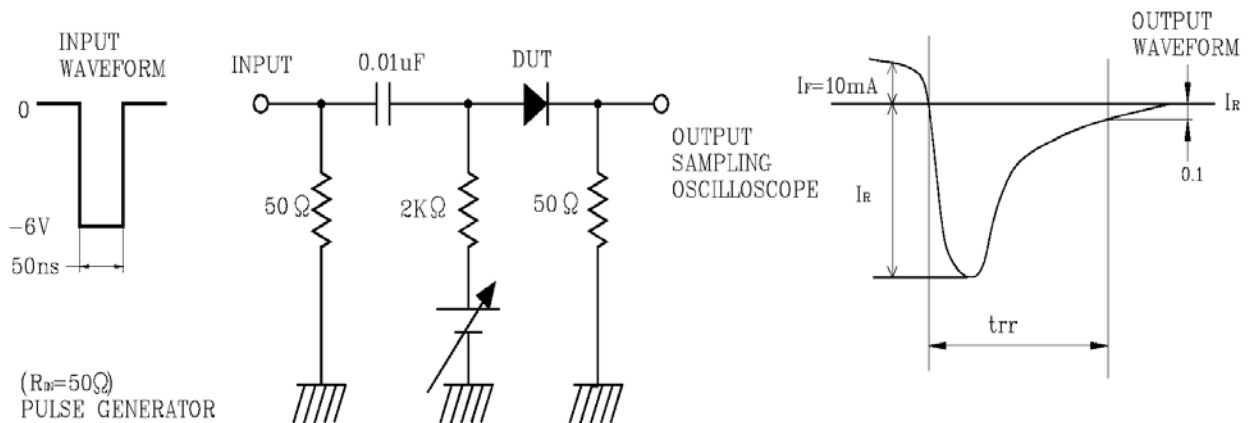 INPUT
WAVEFORM
0
-6V
50ns
(RIN=50Ω)
PULSE GENERATOR
INPUT
0.01uF
DUT
50Ω
2KΩ
50Ω
OUTPUT
SAMPLING
OSCILLOSCOPE
OUTPUT
WAVEFORM
IF=10mA
IR
IR
0.1
trr